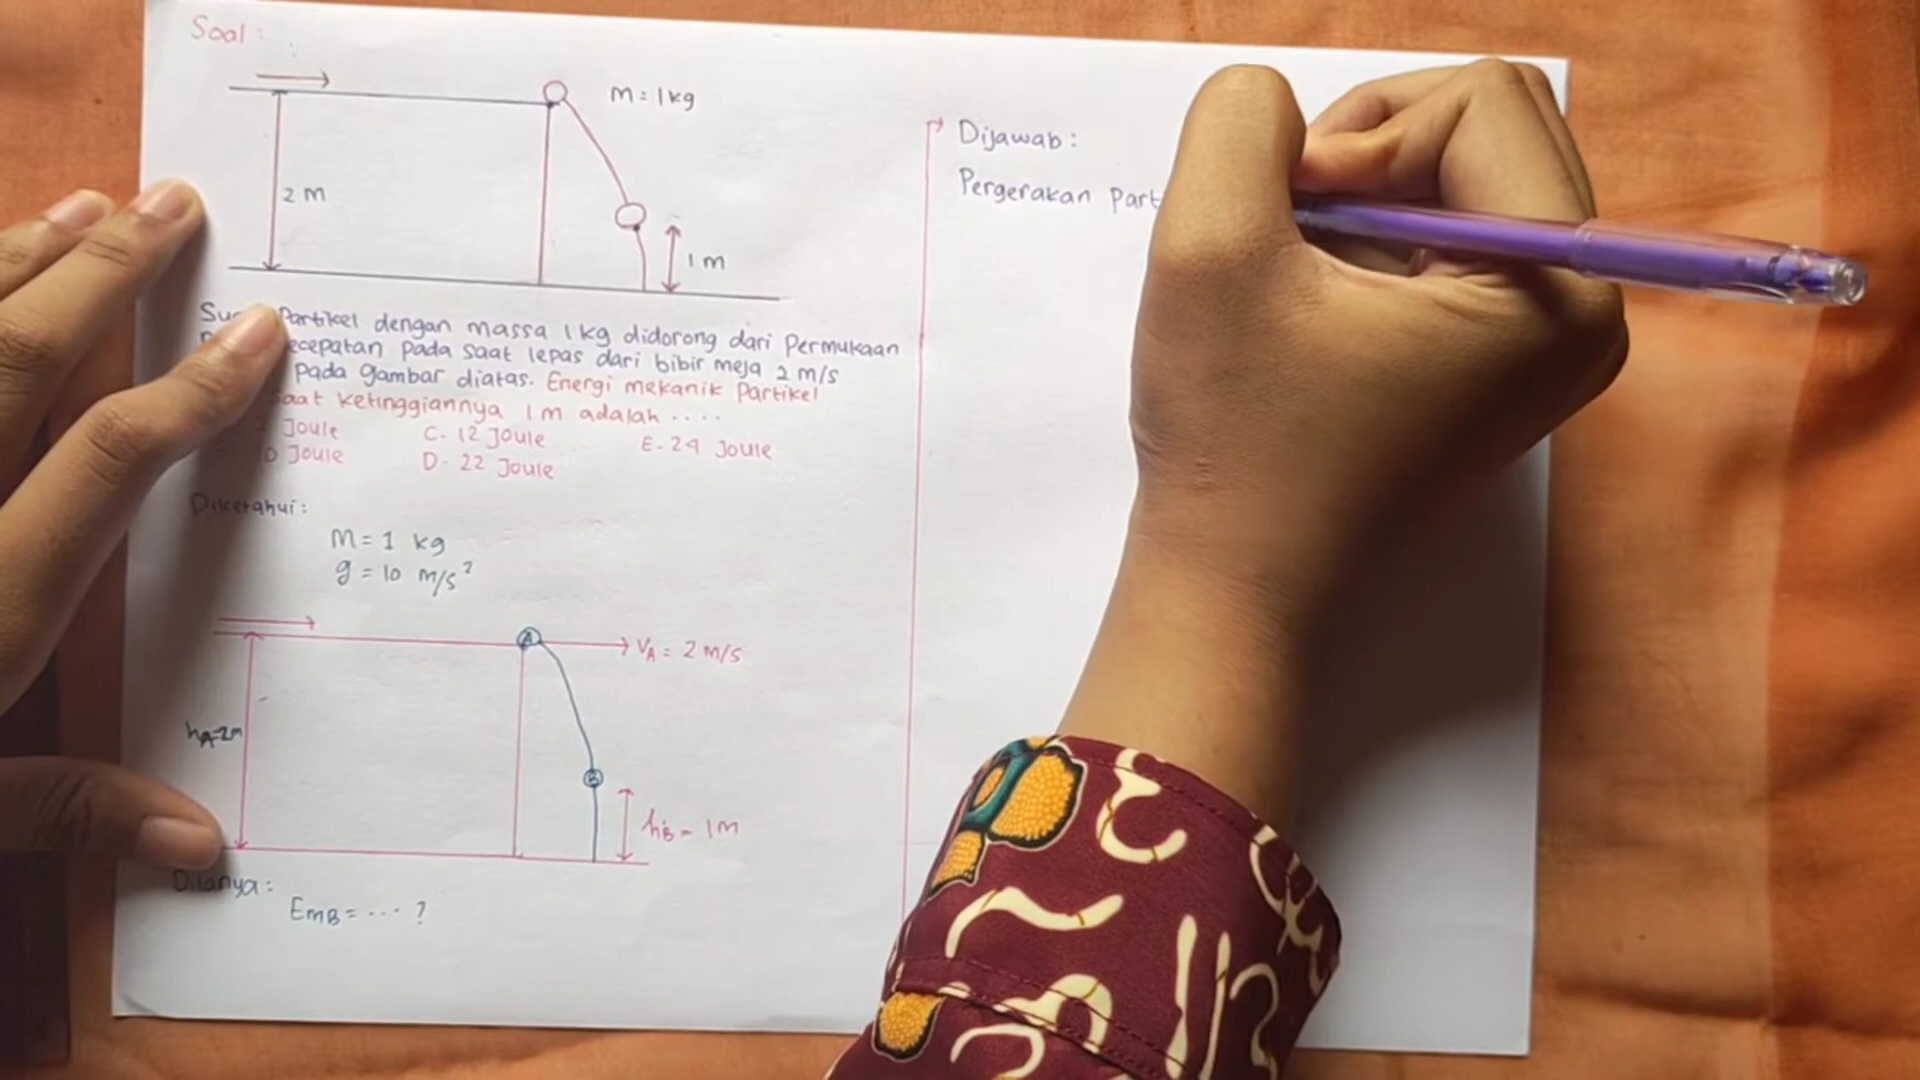 Soal :
m = 1 kg
2 m
1 m
Partikel dengan massa 1 kg didorong dari Permukaan
pada saat lepas dari bibir meja 2 m/s
Pada gambar diatas. Energi mekanik Partikel
saat ketinggiannya 1 m adalah ....
Joule C. 12 Joule E. 24 Joule
10 Joule D. 22 Joule
Diketahui :
m = 1 kg
g = 10 m/s²
A
VA = 2 m/s
hA=2m
B
hB = 1m
Ditanya :
EmB = ... ?
Dijawab :
Pergerakan